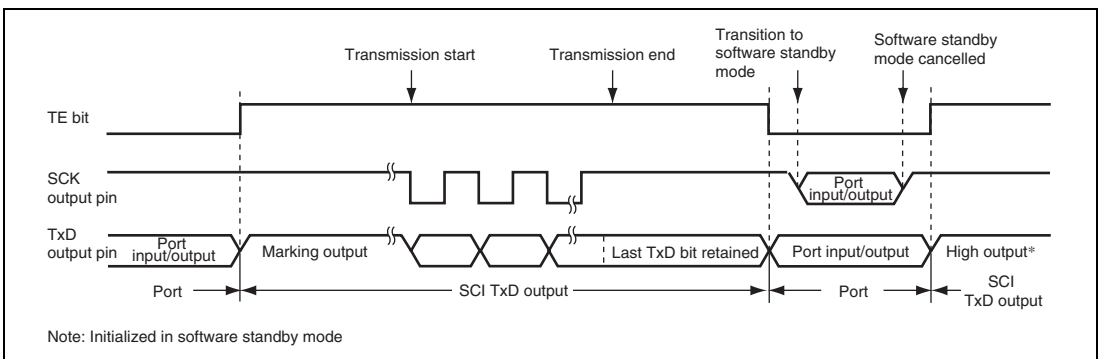 Transmission start
Transmission end
Transition to
software standby
mode
Software standby
mode cancelled
TE bit
SCK
output pin
Port
input/output
TxD
output pin
Port
input/output
Marking output
Last TxD bit retained
Port input/output
High output*
Port
SCI TxD output
Port
SCI
TxD output
Note: Initialized in software standby mode